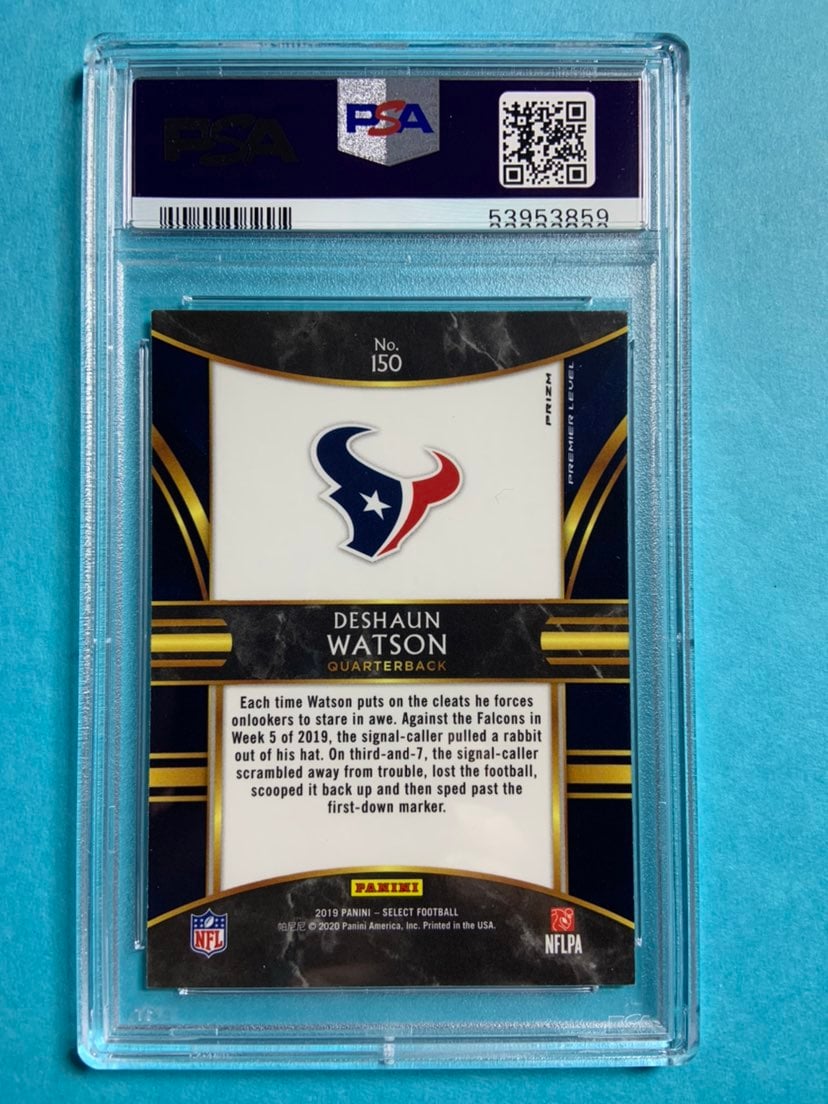 PSA
PSA
53953859
No.
150
PRIZM
PREMIER LEVEL
DESHAUN
WATSON
QUARTERBACK
Each time Watson puts on the cleats he forces
onlookers to stare in awe. Against the Falcons in
Week 5 of 2019, the signal-caller pulled a rabbit
out of his hat. On third-and-7, the signal-caller
scrambled away from trouble, lost the football,
scooped it back up and then sped past the
first-down marker.
PANINI
2019 PANINI – SELECT FOOTBALL
帕尼尼 © 2020 Panini America, Inc. Printed in the USA.
NFL
NFLPA